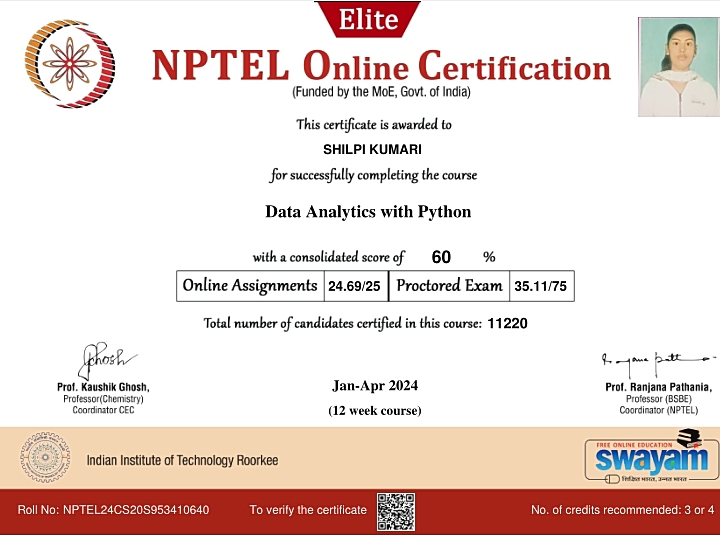 Elite
NPTEL Online Certification
(Funded by the MoE, Govt. of India)
This certificate is awarded to
SHILPI KUMARI
for successfully completing the course
Data Analytics with Python
with a consolidated score of 60 %
Online Assignments 24.69/25 Proctored Exam 35.11/75
Total number of candidates certified in this course: 11220
Prof. Kaushik Ghosh,
Professor(Chemistry)
Coordinator CEC
Jan-Apr 2024
(12 week course)
Prof. Ranjana Pathania,
Professor (BSBE)
Coordinator (NPTEL)
Indian Institute of Technology Roorkee
FREE ONLINE EDUCATION
swayam
शिक्षित भारत, उन्नत भारत
Roll No: NPTEL24CS20S953410640 To verify the certificate No. of credits recommended: 3 or 4